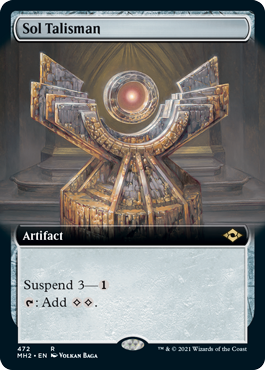 Sol Talisman
Artifact
Suspend 3—1
: Add ◇◇.
472 R
MH2 • EN VOLKAN BAGA
™ & © 2021 Wizards of the Coast